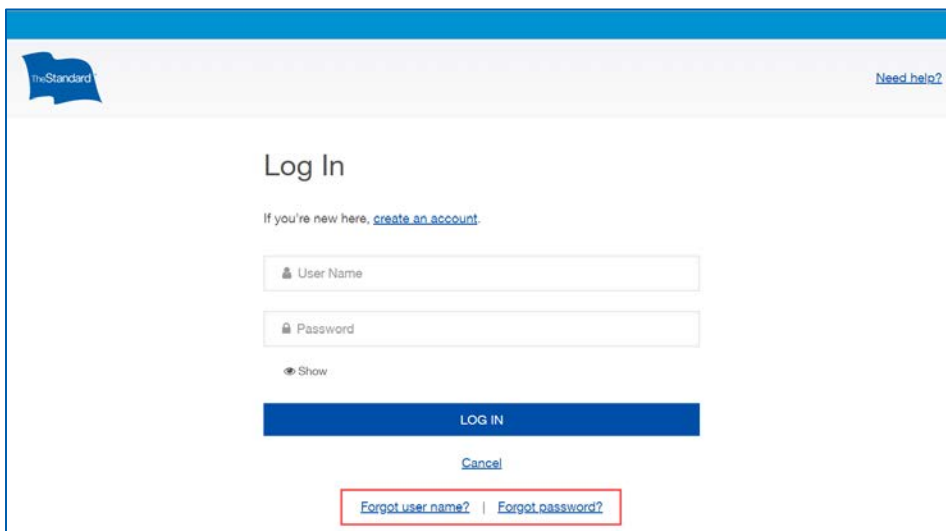 TheStandard
Need help?
Log In
If you're new here, create an account.
User Name
Password
Show
LOG IN
Cancel
Forgot user name? | Forgot password?